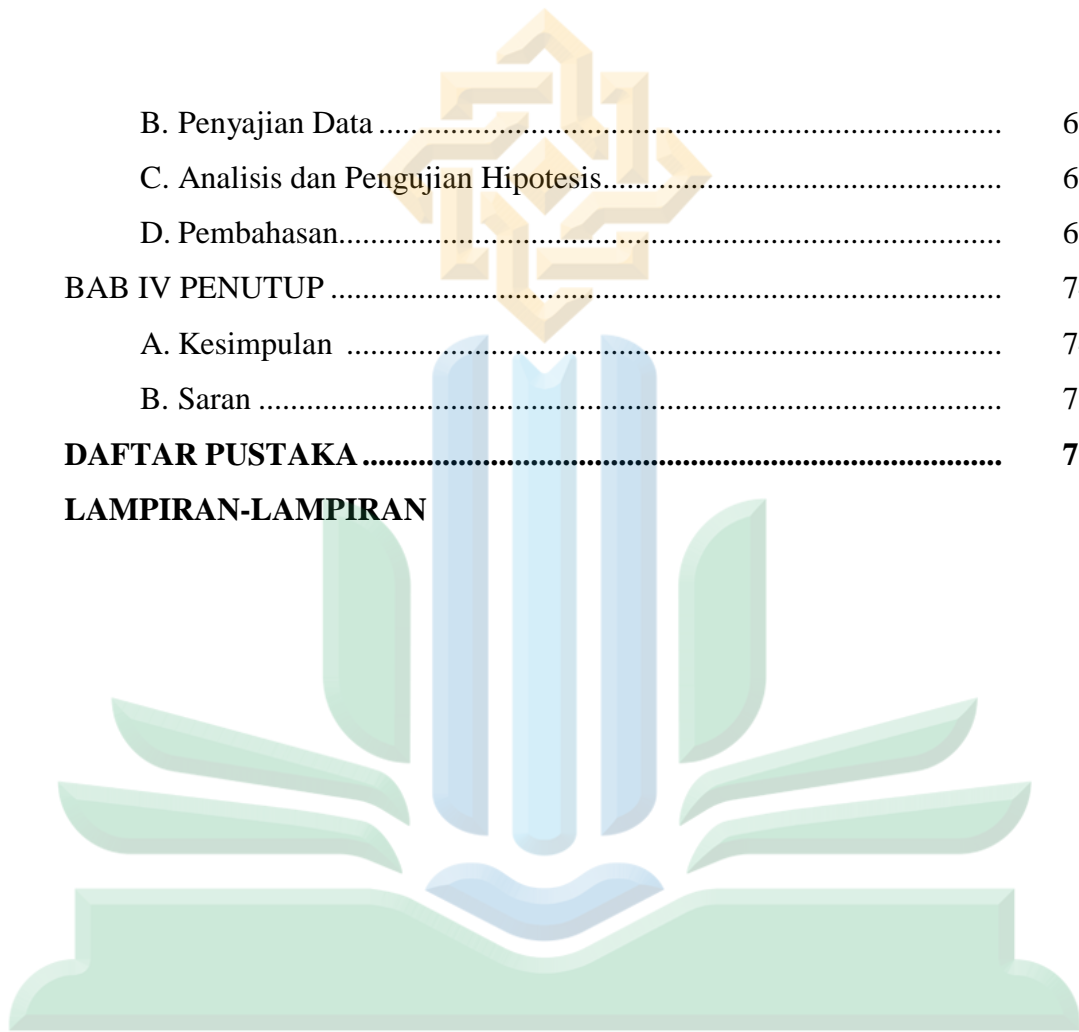 B. Penyajian Data ................................................................................ 6
C. Analisis dan Pengujian Hipotesis.................................................. 6
D. Pembahasan................................................................................... 6
BAB IV PENUTUP .................................................................................... 7
A. Kesimpulan .................................................................................. 7
B. Saran ............................................................................................. 7
DAFTAR PUSTAKA ................................................................................ 7
LAMPIRAN-LAMPIRAN